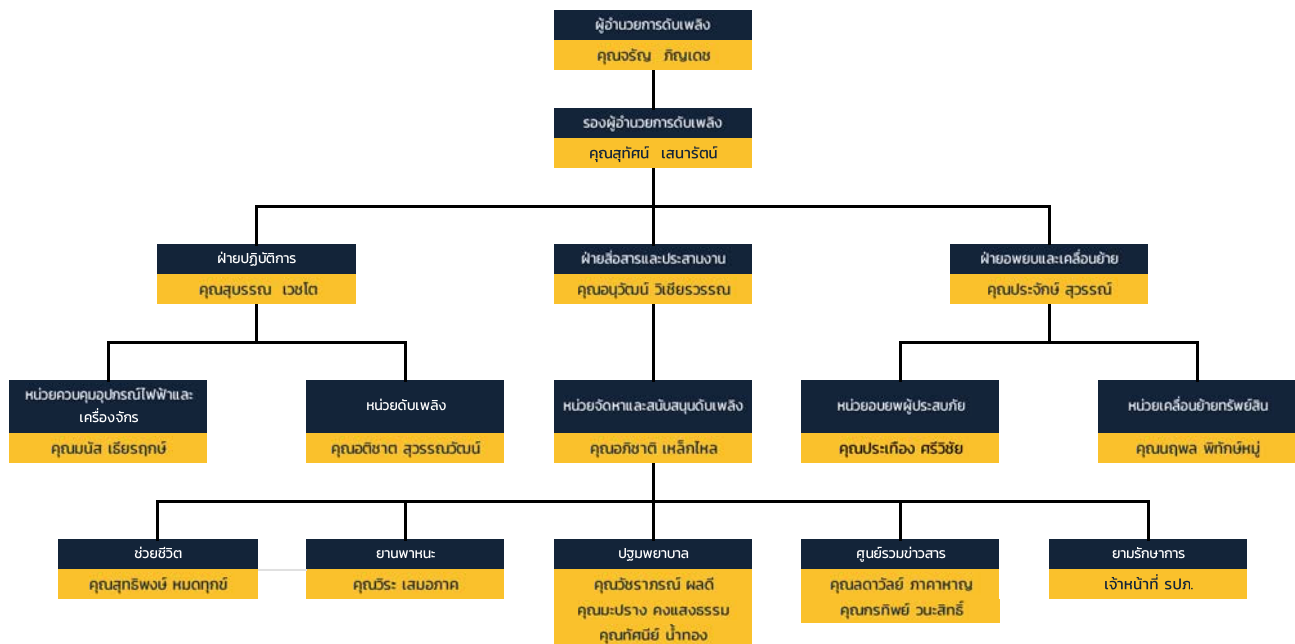 ผู้อำนวยการดับเพลิง
คุณจรัญ ภิญเดช
รองผู้อำนวยการดับเพลิง
คุณสุทัศน์ เสนารัตน์
ฝ่ายปฏิบัติการ
คุณสุบรรณ เวชโต
ฝ่ายสื่อสารและประสานงาน
คุณอนุวัฒน์ วิเชียรวรรณ
ฝ่ายอพยบและเคลื่อนย้าย
คุณประจักษ์ สุวรรณ์
หน่วยควบคุมอุปกรณ์ไฟฟ้าและ
เครื่องจักร
คุณมนัส เธียรฤกษ์
หน่วยดับเพลิง
คุณอติชาต สุวรรณวัฒน์
หน่วยจัดหาและสนับสนุนดับเพลิง
คุณอภิชาติ เหล็กไหล
หน่วยอบยพผู้ประสบภัย
คุณประเทือง ศรีวิชัย
หน่วยเคลื่อนย้ายทรัพย์สิน
คุณนฤพล พิทักษ์หมู่
ช่วยชีวิต
คุณสุทธิพงษ์ หมดทุกข์
ยานพาหนะ
คุณวิระ เสมอภาค
ปฐมพยาบาล
คุณวัชราภรณ์ ผลดี
คุณมะปราง คงแสงธรรม
คุณทัศนีย์ น้ำทอง
ศูนย์รวมข่าวสาร
คุณลดาวัลย์ ภาคาหาญ
คุณกรทิพย์ วนะสิทธิ์
ยามรักษาการ
เจ้าหน้าที่ รปภ.